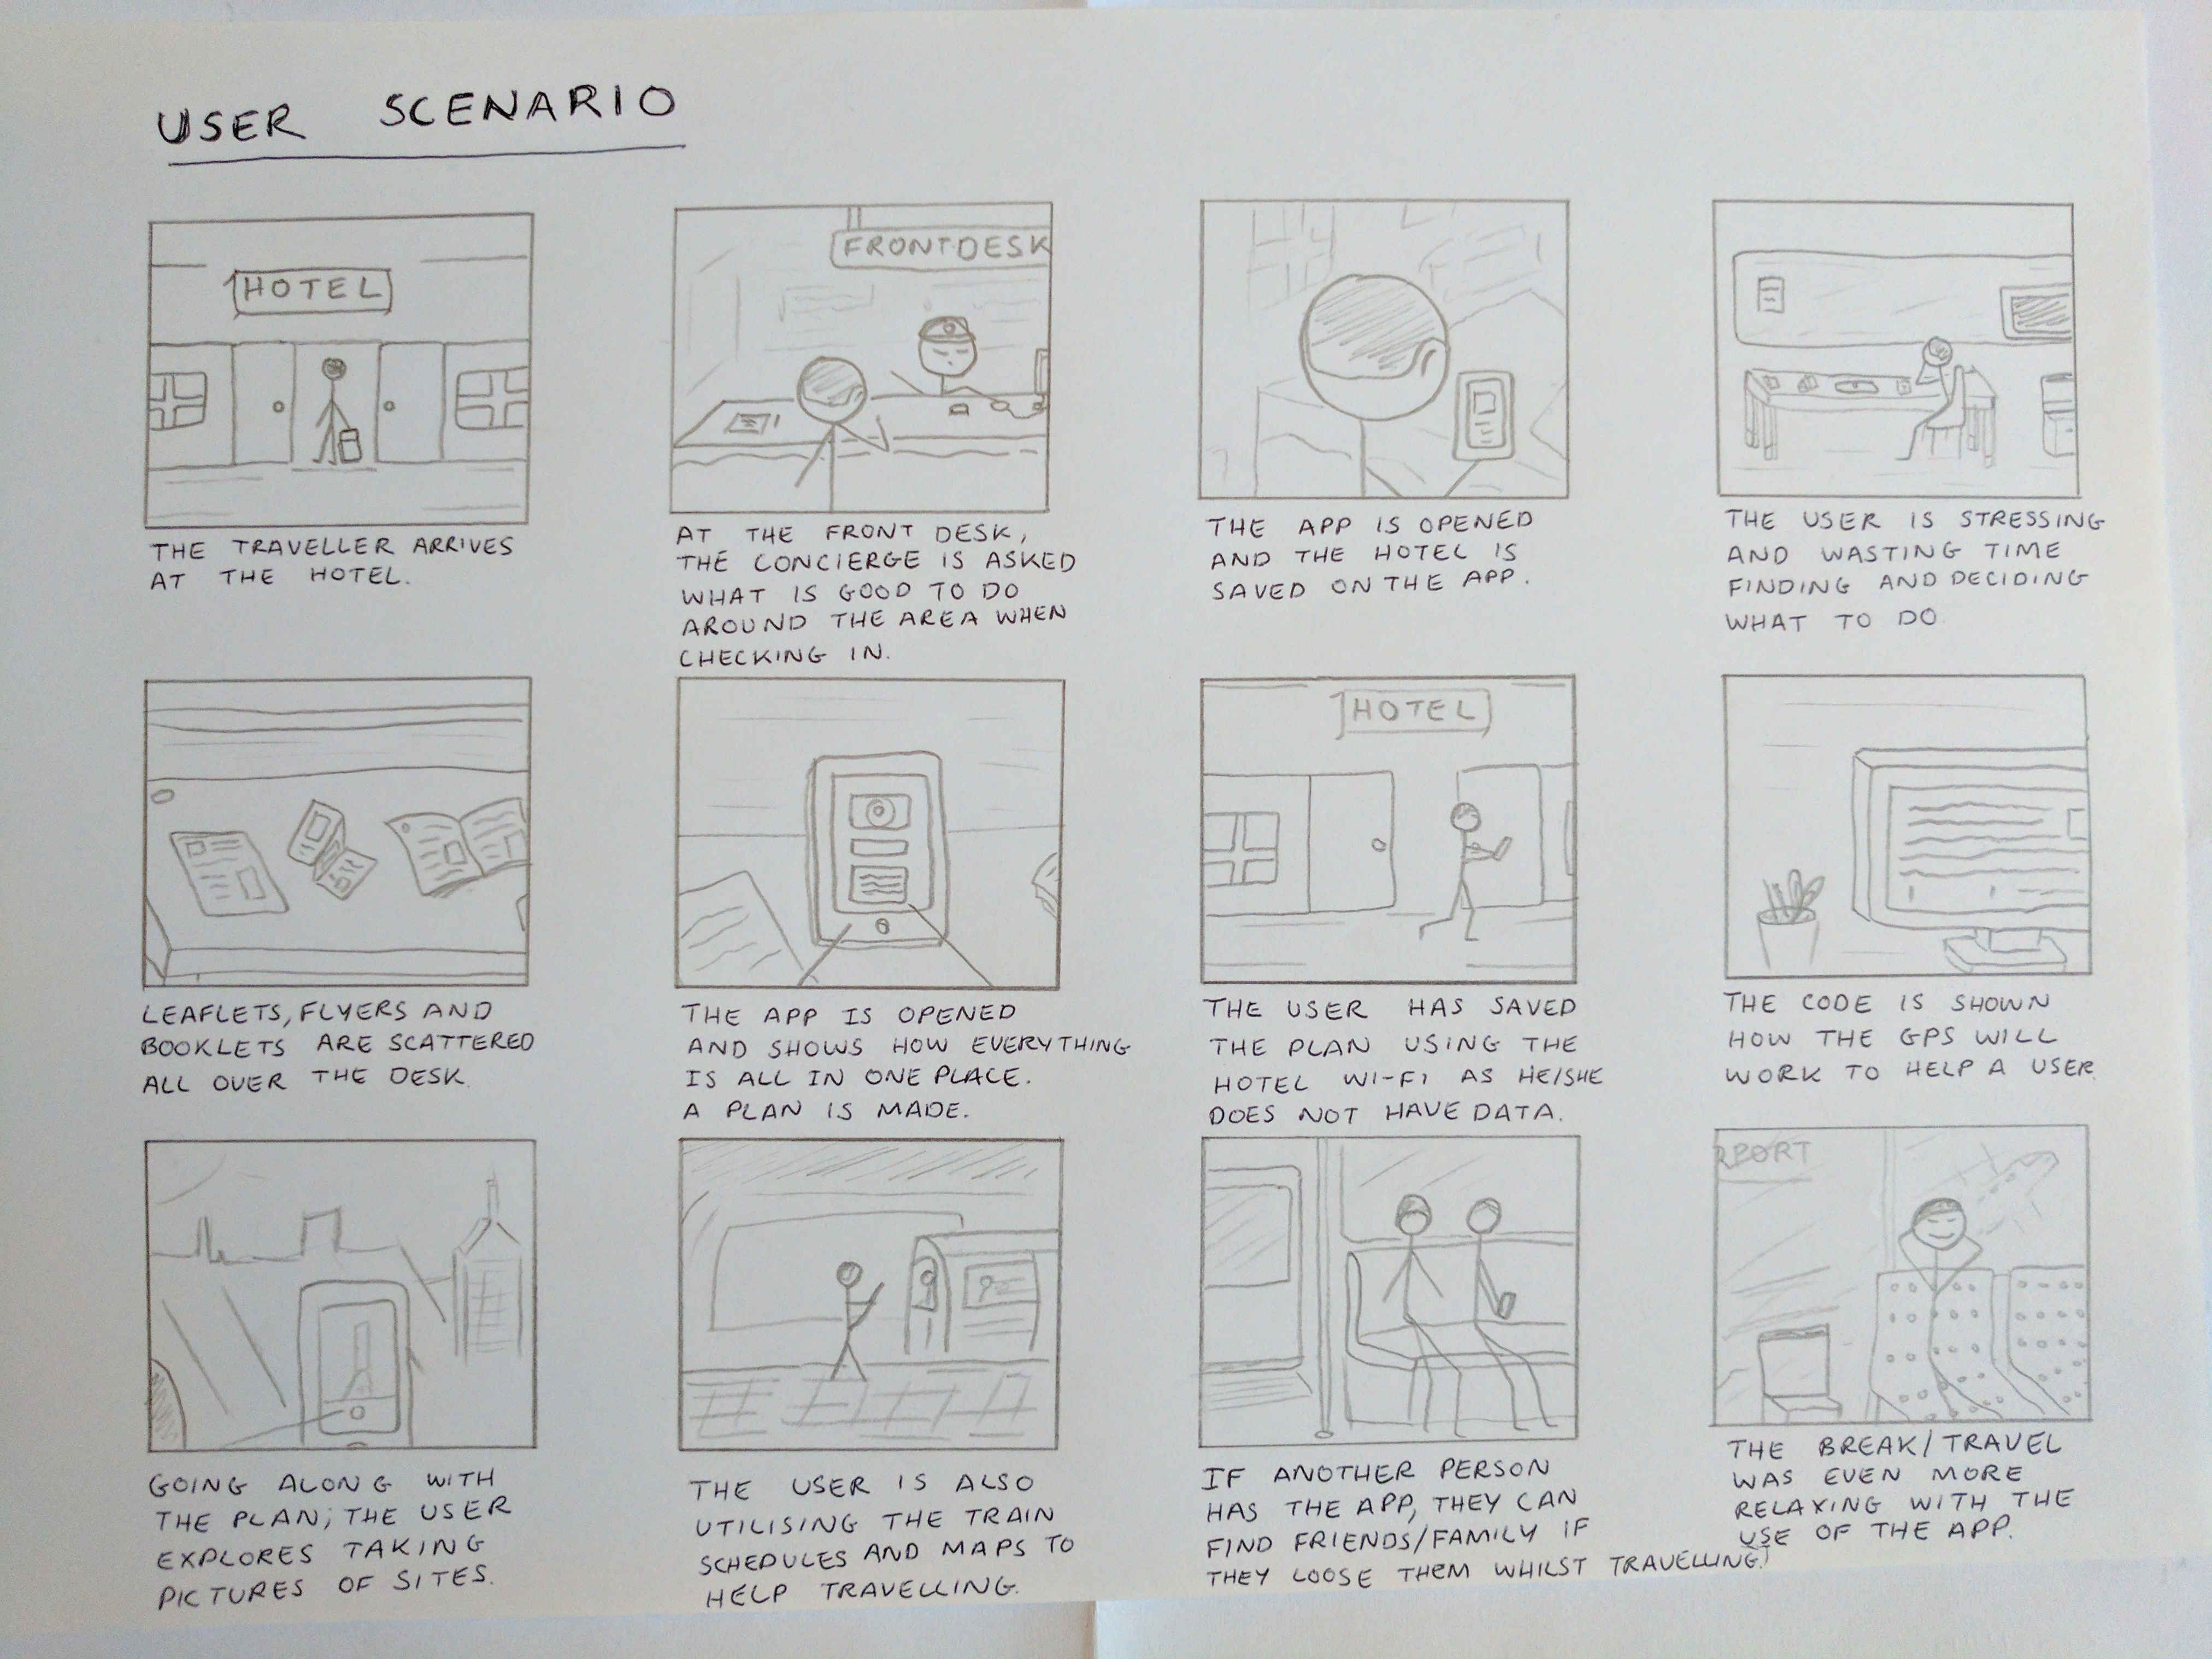 USER SCENARIO
HOTEL
THE TRAVELLER ARRIVES
AT THE HOTEL.
FRONT DESK
AT THE FRONT DESK,
THE CONCIERGE IS ASKED
WHAT IS GOOD TO DO
AROUND THE AREA WHEN
CHECKING IN.
THE APP IS OPENED
AND THE HOTEL IS
SAVED ON THE APP.
THE USER IS STRESSING
AND WASTING TIME
FINDING AND DECIDING
WHAT TO DO.
LEAFLETS, FLYERS AND
BOOKLETS ARE SCATTERED
ALL OVER THE DESK.
THE APP IS OPENED
AND SHOWS HOW EVERYTHING
IS ALL IN ONE PLACE.
A PLAN IS MADE.
HOTEL
THE USER HAS SAVED
THE PLAN USING THE
HOTEL WI-FI AS HE/SHE
DOES NOT HAVE DATA.
THE CODE IS SHOWN
HOW THE GPS WILL
WORK TO HELP A USER.
GOING ALONG WITH
THE PLAN; THE USER
EXPLORES TAKING
PICTURES OF SITES.
THE USER IS ALSO
UTILISING THE TRAIN
SCHEDULES AND MAPS TO
HELP TRAVELLING.
IF ANOTHER PERSON
HAS THE APP, THEY CAN
FIND FRIENDS/FAMILY IF
THEY LOOSE THEM WHILST TRAVELLING.
RPORT
THE BREAK/TRAVEL
WAS EVEN MORE
RELAXING WITH THE
USE OF THE APP.